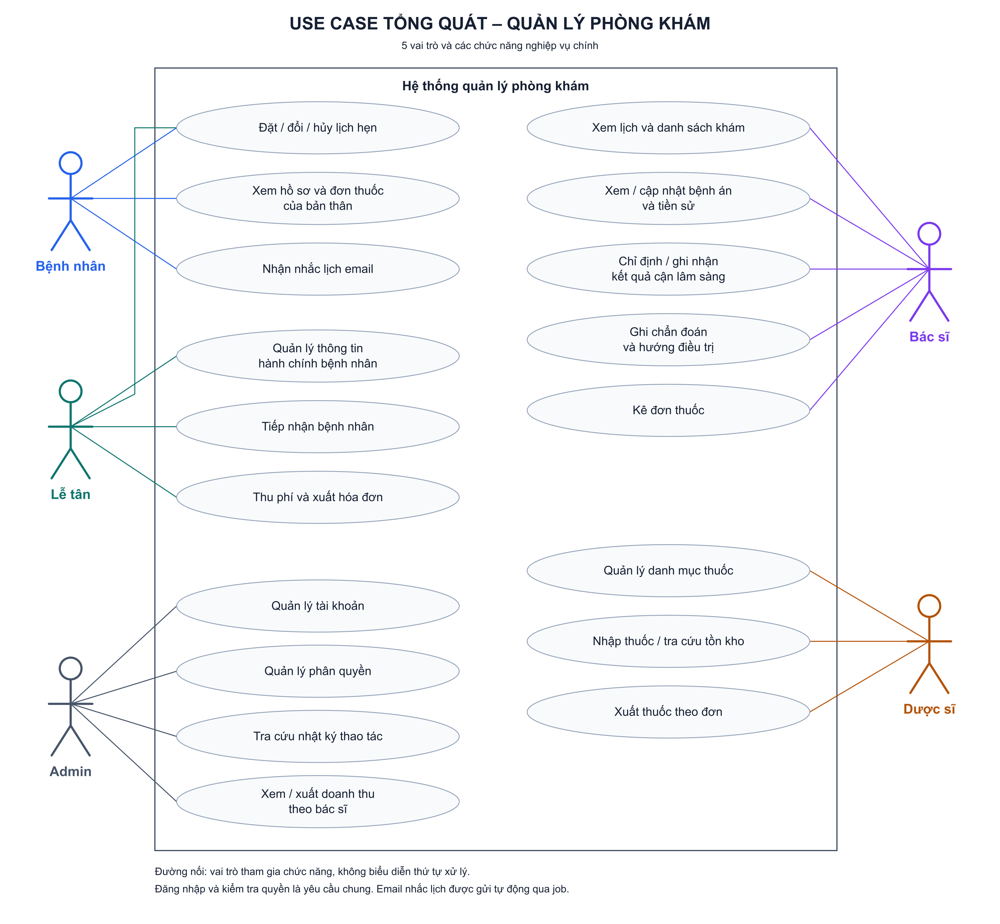 USE CASE TỔNG QUÁT – QUẢN LÝ PHÒNG KHÁM
5 vai trò và các chức năng nghiệp vụ chính
Hệ thống quản lý phòng khám
Đặt / đổi / hủy lịch hẹn
Xem hồ sơ và đơn thuốc
của bản thân
Nhận nhắc lịch email
Bệnh nhân
Quản lý thông tin
hành chính bệnh nhân
Tiếp nhận bệnh nhân
Thu phí và xuất hóa đơn
Lễ tân
Quản lý tài khoản
Quản lý phân quyền
Tra cứu nhật ký thao tác
Xem / xuất doanh thu
theo bác sĩ
Admin
Xem lịch và danh sách khám
Xem / cập nhật bệnh án
và tiền sử
Chỉ định / ghi nhận
kết quả cận lâm sàng
Ghi chẩn đoán
và hướng điều trị
Kê đơn thuốc
Bác sĩ
Quản lý danh mục thuốc
Nhập thuốc / tra cứu tồn kho
Xuất thuốc theo đơn
Dược sĩ
Đường nối: vai trò tham gia chức năng, không biểu diễn thứ tự xử lý.
Đăng nhập và kiểm tra quyền là yêu cầu chung. Email nhắc lịch được gửi tự động qua job.